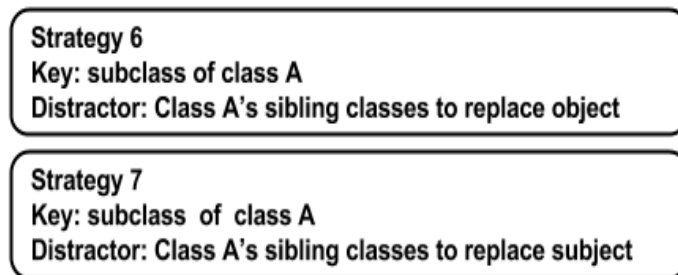 Strategy 6
Key: subclass of class A
Distractor: Class A's sibling classes to replace object
Strategy 7
Key: subclass of class A
Distractor: Class A's sibling classes to replace subject